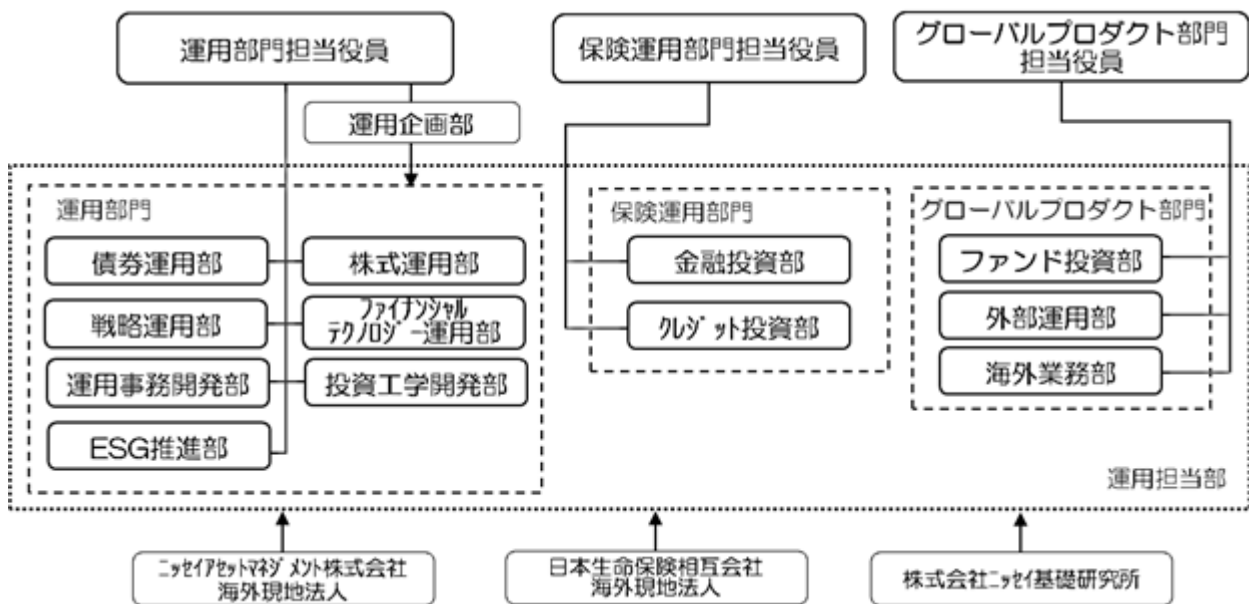 運用部門担当役員
保険運用部門担当役員
グローバルプロダクト部門
担当役員
運用企画部
運用部門
債券運用部
株式運用部
戦略運用部
ファイナンシャル
テクノロジー運用部
運用事務開発部
投資工学開発部
ESG推進部
保険運用部門
金融投資部
クレジット投資部
グローバルプロダクト部門
ファンド投資部
外部運用部
海外業務部
運用担当部
ニッセイアセットマネジメント株式会社
海外現地法人
日本生命保険相互会社
海外現地法人
株式会社ニッセイ基礎研究所